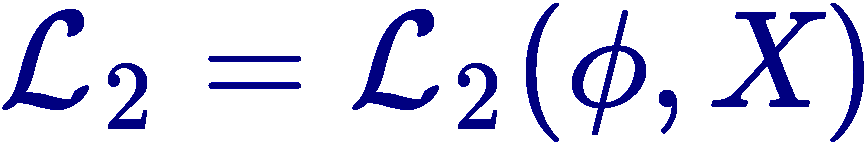 ℒ₂ = ℒ₂(ϕ, X)